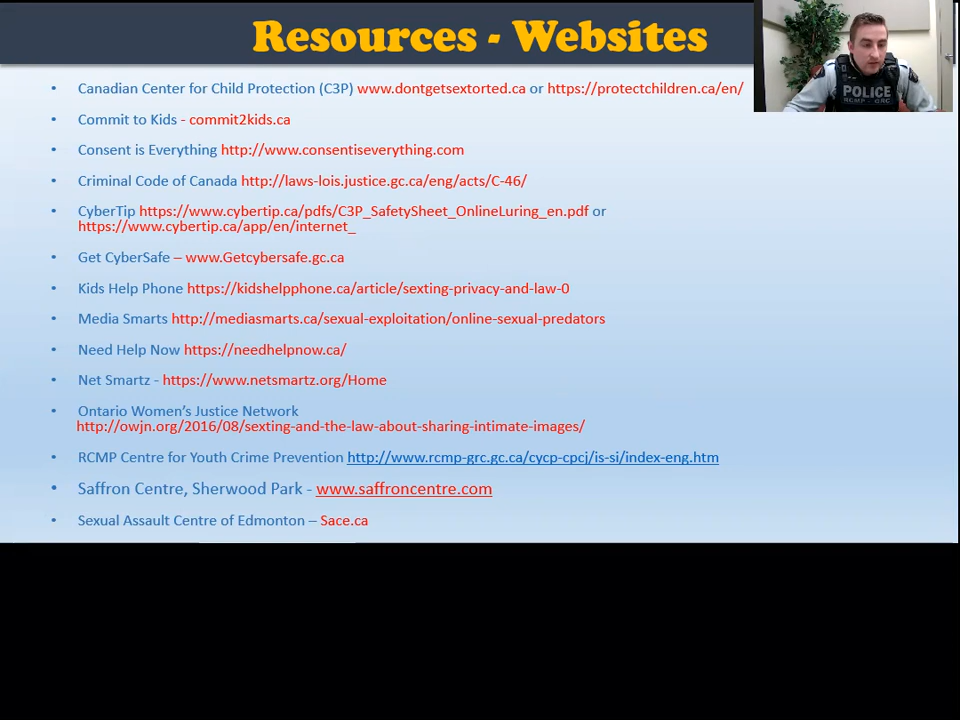 Resources - Websites
• Canadian Center for Child Protection (C3P) www.dontgetsextorted.ca or https://protectchildren.ca/en/
• Commit to Kids - commit2kids.ca
• Consent is Everything http://www.consentiseverything.com
• Criminal Code of Canada http://laws-lois.justice.gc.ca/eng/acts/C-46/
• CyberTip https://www.cybertip.ca/pdfs/C3P_SafetySheet_OnlineLuring_en.pdf or
https://www.cybertip.ca/app/en/internet_
• Get CyberSafe – www.Getcybersafe.gc.ca
• Kids Help Phone https://kidshelpphone.ca/article/sexting-privacy-and-law-0
• Media Smarts http://mediasmarts.ca/sexual-exploitation/online-sexual-predators
• Need Help Now https://needhelpnow.ca/
• Net Smartz - https://www.netsmartz.org/Home
• Ontario Women's Justice Network
http://owjn.org/2016/08/sexting-and-the-law-about-sharing-intimate-images/
• RCMP Centre for Youth Crime Prevention http://www.rcmp-grc.gc.ca/cycp-cpcj/is-si/index-eng.htm
• Saffron Centre, Sherwood Park - www.saffroncentre.com
• Sexual Assault Centre of Edmonton – Sace.ca
POLICE
RCMP - GRC